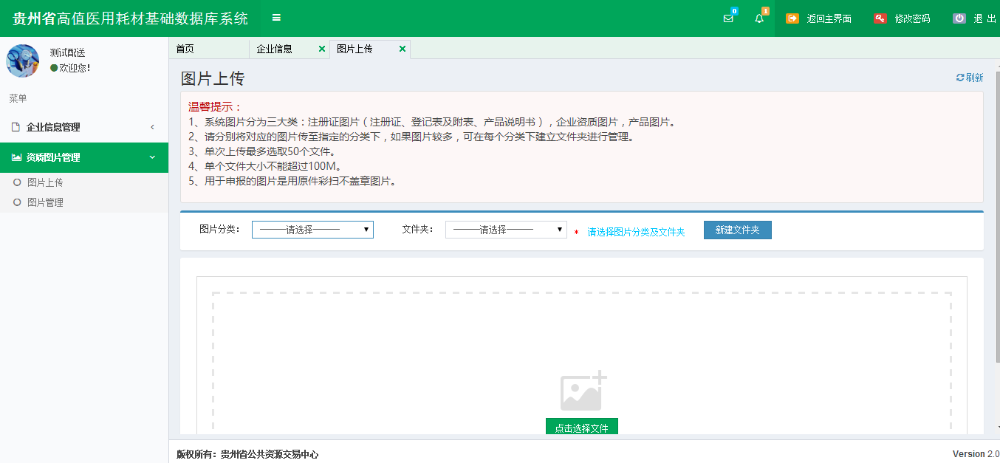 贵州省高值医用耗材基础数据库系统
0
1
返回主界面
修改密码
退 出
测试配送
欢迎您!
菜单
企业信息管理
资质图片管理
图片上传
图片管理
首页
企业信息
图片上传
图片上传
刷新
温馨提示：
1、系统图片分为三大类：注册证图片（注册证、登记表及附表、产品说明书），企业资质图片，产品图片。
2、请分别将对应的图片传至指定的分类下，如果图片较多，可在每个分类下建立文件夹进行管理。
3、单次上传最多选取50个文件。
4、单个文件大小不能超过100M。
5、用于申报的图片是用原件彩扫不盖章图片。
图片分类： ———请选择——— 文件夹： ———请选择——— * 请选择图片分类及文件夹 新建文件夹
点击选择文件
版权所有：贵州省公共资源交易中心
Version 2.0